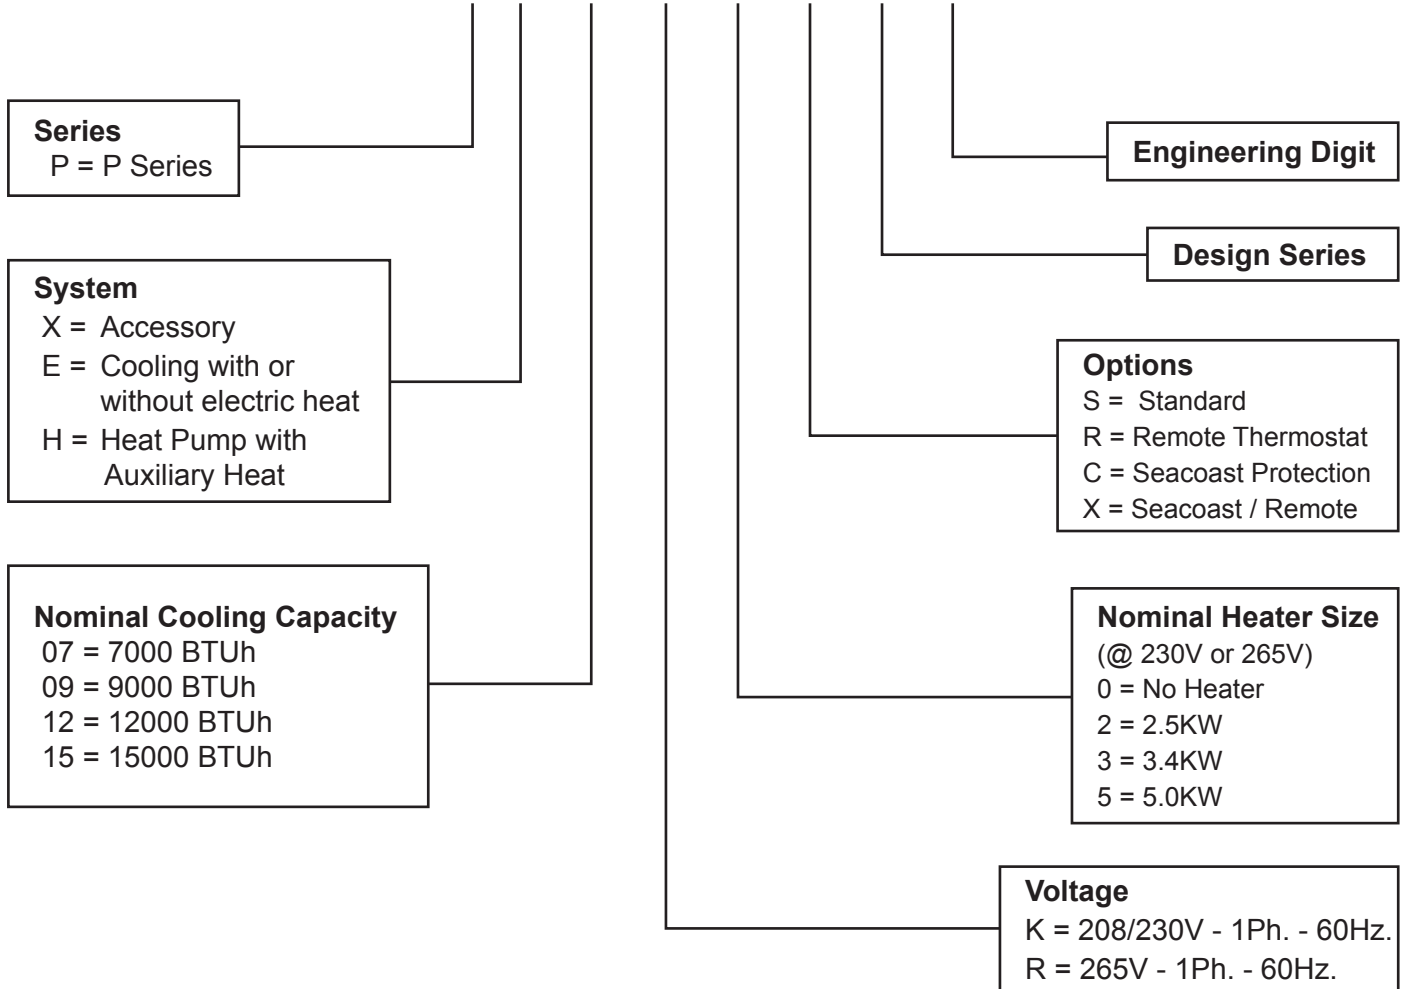 Series
P = P Series
System
X = Accessory
E = Cooling with or
without electric heat
H = Heat Pump with
Auxiliary Heat
Nominal Cooling Capacity
07 = 7000 BTUh
09 = 9000 BTUh
12 = 12000 BTUh
15 = 15000 BTUh
Engineering Digit
Design Series
Options
S = Standard
R = Remote Thermostat
C = Seacoast Protection
X = Seacoast / Remote
Nominal Heater Size
(@ 230V or 265V)
0 = No Heater
2 = 2.5KW
3 = 3.4KW
5 = 5.0KW
Voltage
K = 208/230V - 1Ph. - 60Hz.
R = 265V - 1Ph. - 60Hz.